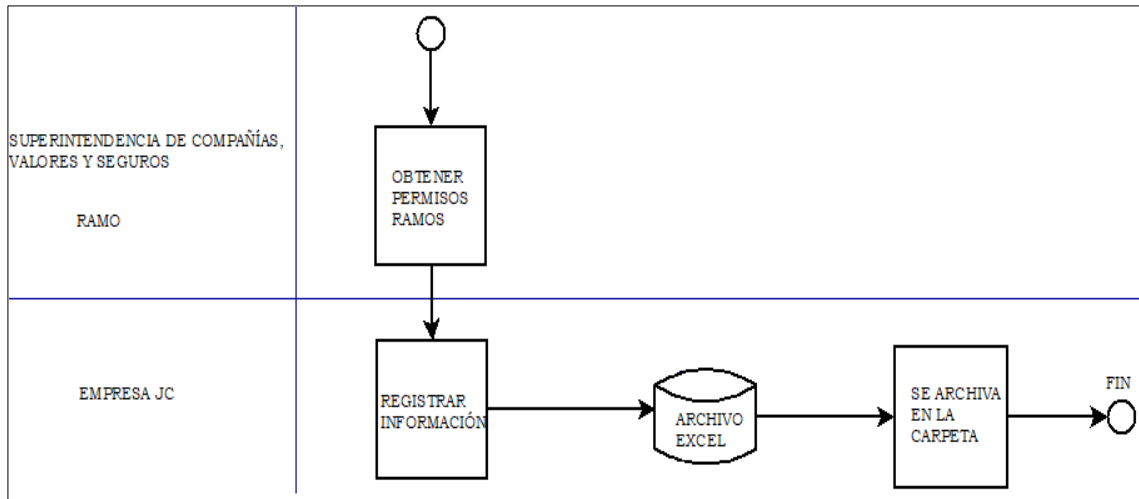 SUPERINTENDENCIA DE COMPAÑÍAS,
VALORES Y SEGUROS
RAMO
OBTENER
PERMISOS
RAMOS
EMPRESA JC
REGISTRAR
INFORMACIÓN
ARCHIVO
EXCEL
SE ARCHIVA
EN LA
CARPETA
FIN